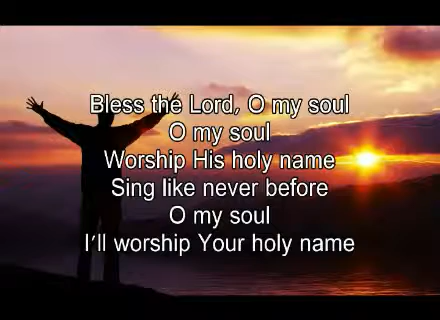 Bless the Lord, O my soul
O my soul
Worship His holy name
Sing like never before
O my soul
I'll worship Your holy name